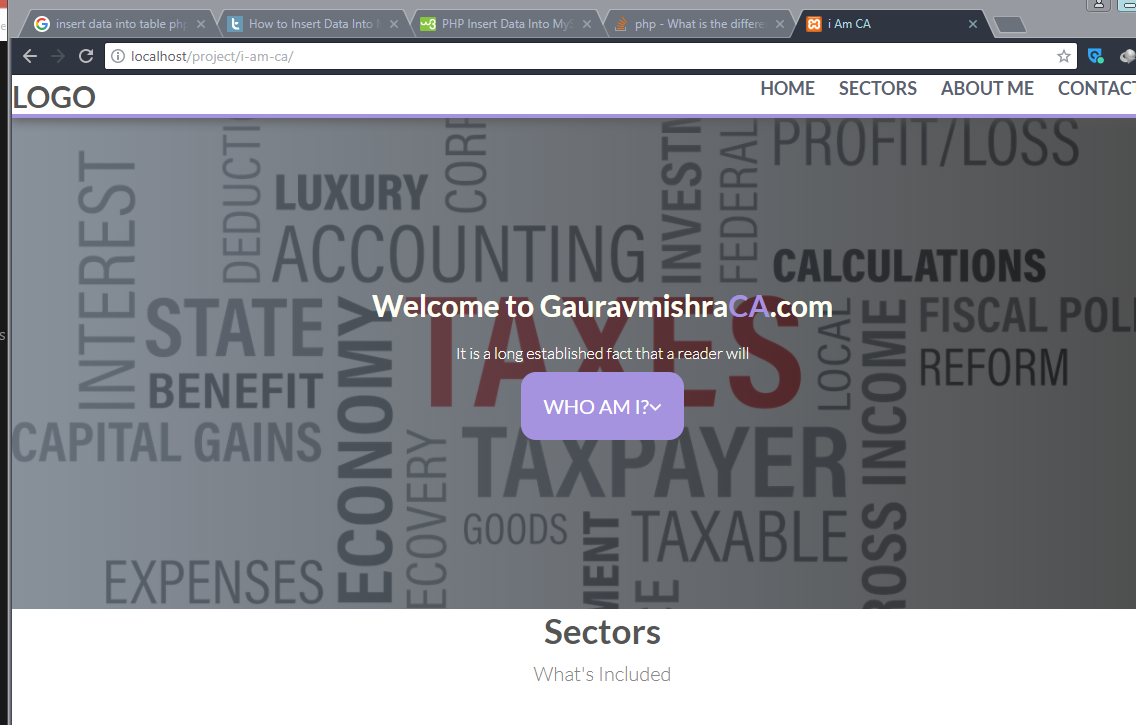 insert data into table php
How to Insert Data Into
PHP Insert Data Into MyS
php - What is the differe
i Am CA
localhost/project/i-am-ca/
LOGO
HOME SECTORS ABOUT ME CONTACT
INTEREST
DEDUCTI
LUXURY
CORP
ACCOUNTING
INVESTM
FEDERAL
PROFIT/LOSS
CALCULATIONS
STATE
BENEFIT
CAPITAL GAINS
ECONOMY
TAXES
LOCAL
GROSS INCOME
FISCAL POL
REFORM
Welcome to GauravmishraCA.com
It is a long established fact that a reader will
WHO AM I?
ECOVERY
TAXPAYER
GOODS
MENT
TAXABLE
EXPENSES
Sectors
What's Included